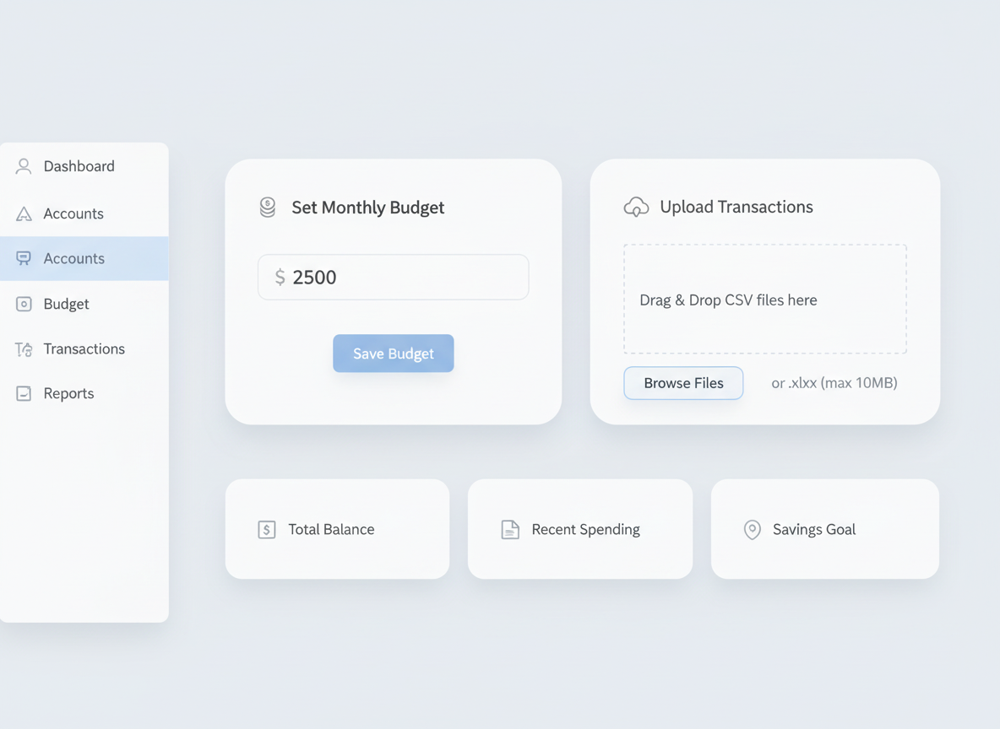 Dashboard
Accounts
Accounts
Budget
Transactions
Reports
Set Monthly Budget
$ 2500
Save Budget
Upload Transactions
Drag & Drop CSV files here
Browse Files
or .xlxx (max 10MB)
$ Total Balance
Recent Spending
Savings Goal